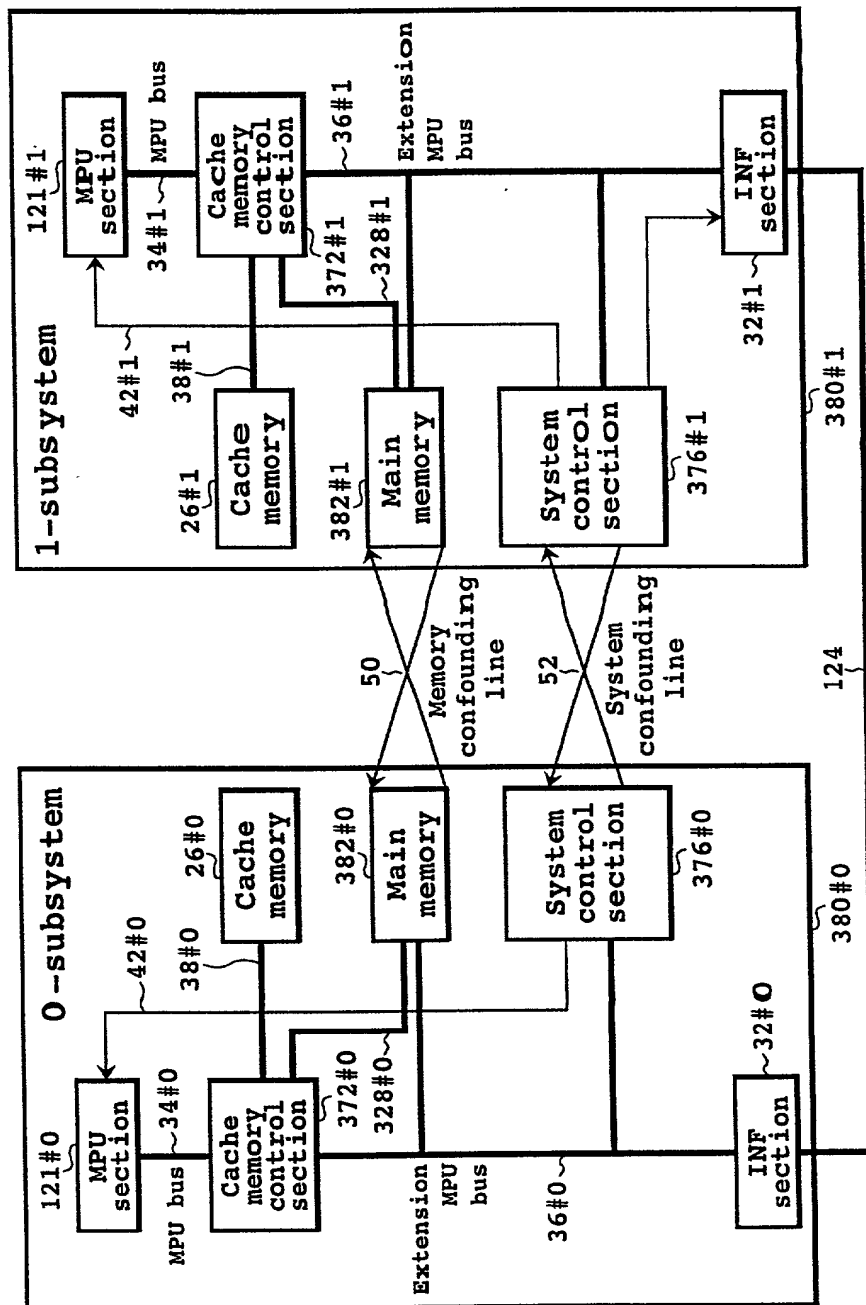 0-subsystem
121#0
MPU
section
34#0
MPU bus
42#0
Cache
memory
control
section
372#0
38#0
26#0
Cache
memory
328#0
382#0
Main
memory
Extension
MPU
bus
36#0
System
control
section
376#0
INF
section
32#0
380#0
50
Memory
confounding
line
52
System
confounding
line
124
1-subsystem
121#1
MPU
section
34#1
MPU bus
42#1
Cache
memory
control
section
372#1
38#1
26#1
Cache
memory
328#1
382#1
Main
memory
36#1
Extension
MPU
bus
System
control
section
376#1
INF
section
32#1
380#1